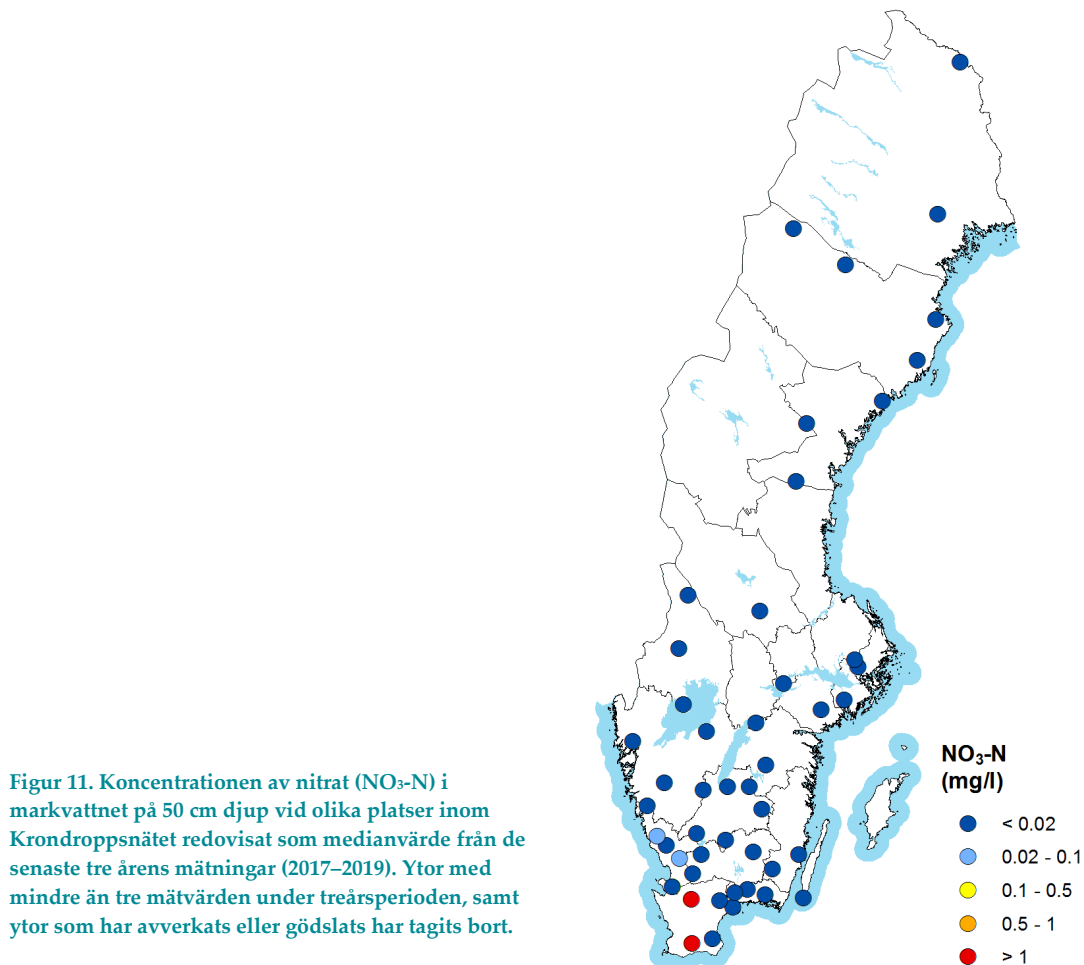 Figur 11. Koncentrationen av nitrat (NO₃-N) i
markvattnet på 50 cm djup vid olika platser inom
Krondroppsnätet redovisat som medianvärde från de
senaste tre årens mätningar (2017–2019). Ytor med
mindre än tre mätvärden under treårsperioden, samt
ytor som har avverkats eller gödslats har tagits bort.
NO₃-N
(mg/l)
< 0.02
0.02 - 0.1
0.1 - 0.5
0.5 - 1
> 1